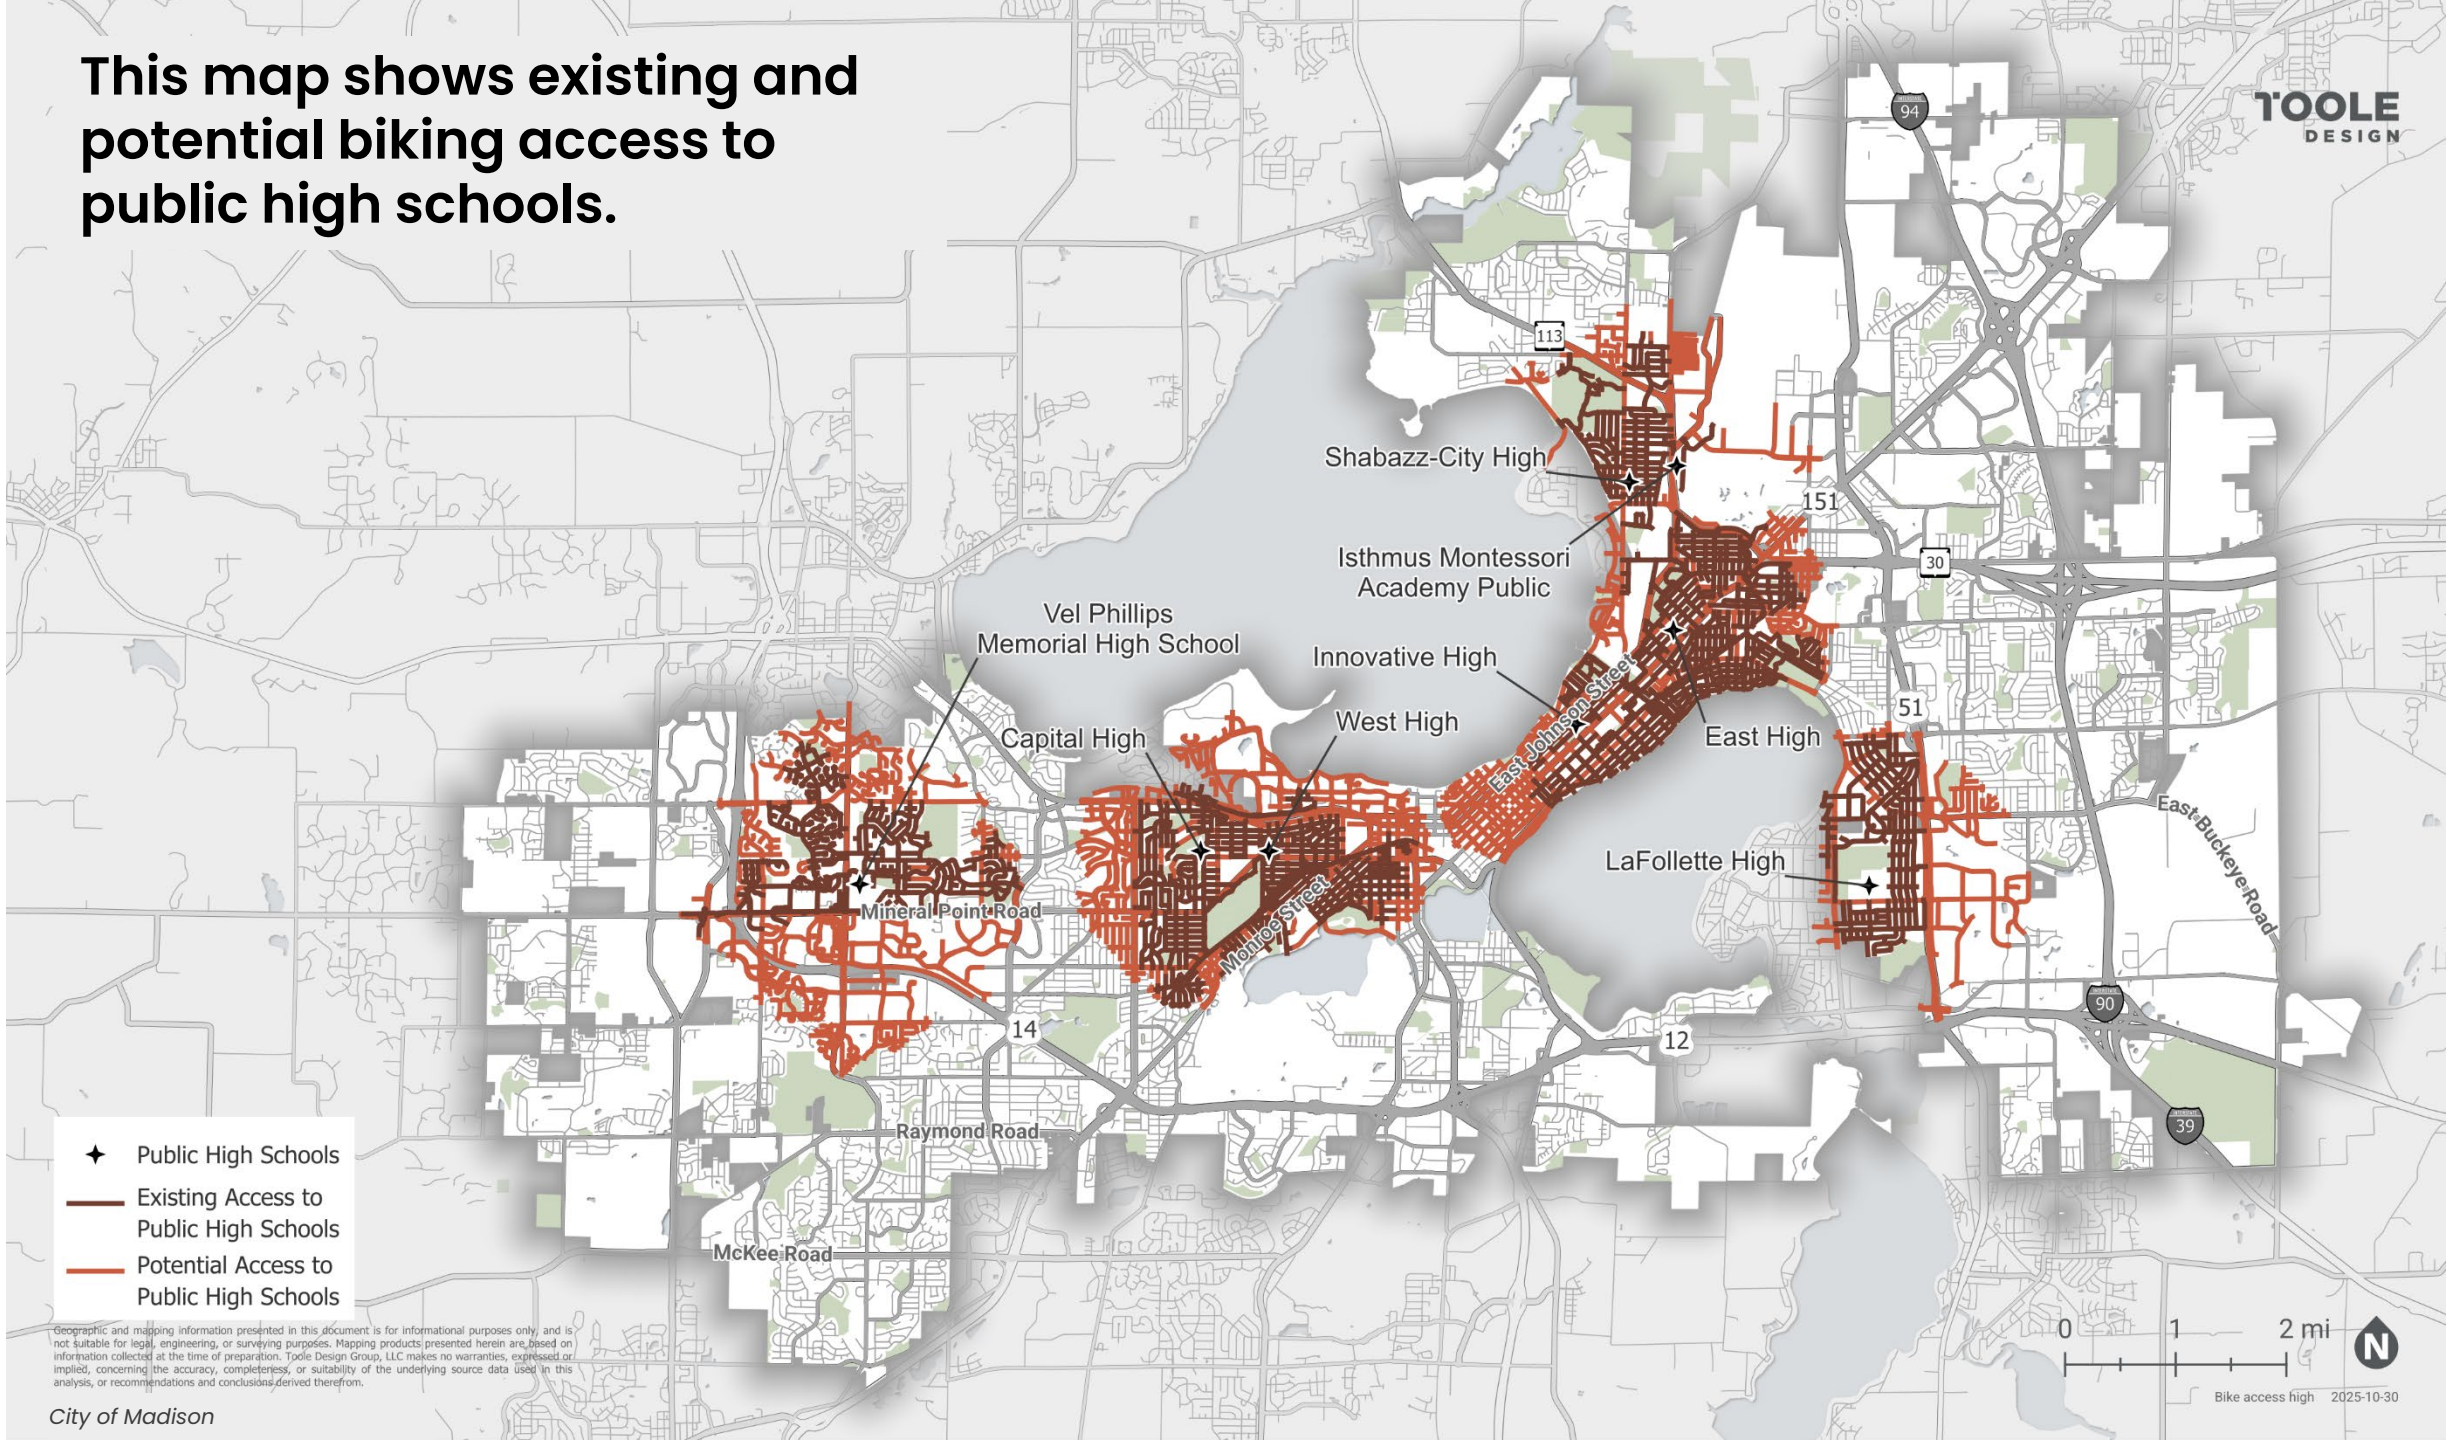 This map shows existing and
potential biking access to
public high schools.
TOOLE
DESIGN
INTERSTATE
94
113
Shabazz-City High
151
Isthmus Montessori
Academy Public
30
Vel Phillips
Memorial High School
Innovative High
East Johnson Street
51
West High
Capital High
East High
East Buckeye Road
LaFollette High
Mineral Point Road
Monroe Street
90
14
12
39
Raymond Road
McKee Road
Public High Schools
Existing Access to
Public High Schools
Potential Access to
Public High Schools
Geographic and mapping information presented in this document is for informational purposes only, and is
not suitable for legal, engineering, or surveying purposes. Mapping products presented herein are based on
information collected at the time of preparation. Toole Design Group, LLC makes no warranties, expressed or
implied, concerning the accuracy, completeness, or suitability of the underlying source data used in this
analysis, or recommendations and conclusions derived therefrom.
City of Madison
0 1 2 mi
N
Bike access high 2025-10-30